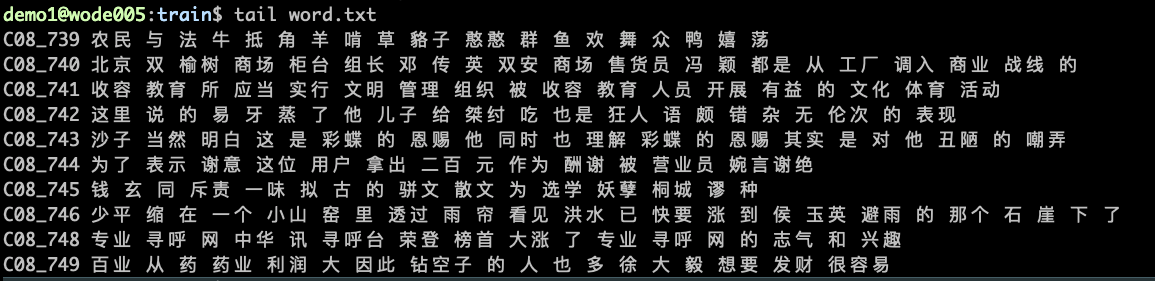 demo1@wode005:train$ tail word.txt
C08_739 农民 与 法 牛 抵 角 羊 啃 草 貉子 憨憨 群 鱼 欢 舞 众 鸭 嬉 荡
C08_740 北京 双 榆树 商场 柜台 组长 邓 传 英 双安 商场 售货员 冯 颖 都是 从 工厂 调入 商业 战线 的
C08_741 收容 教育 所 应当 实行 文明 管理 组织 被 收容 教育 人员 开展 有益 的 文化 体育 活动
C08_742 这里 说 的 易 牙 蒸 了 他 儿子 给 桀纣 吃 也是 狂人 语 颇 错 杂 无 伦次 的 表现
C08_743 沙子 当然 明白 这 是 彩蝶 的 恩赐 他 同时 也 理解 彩蝶 的 恩赐 其实 是 对 他 丑陋 的 嘲弄
C08_744 为了 表示 谢意 这位 用户 拿出 二百 元 作为 酬谢 被 营业员 婉言谢绝
C08_745 钱 玄 同 斥责 一味 拟 古 的 骈文 散文 为 选学 妖孽 桐城 谬 种
C08_746 少平 缩 在 一个 小山 窑 里 透过 雨 帘 看见 洪水 已 快要 涨 到 侯 玉英 避雨 的 那个 石 崖 下 了
C08_748 专业 寻呼 网 中华 讯 寻呼台 荣登 榜首 大涨 了 专业 寻呼 网 的 志气 和 兴趣
C08_749 百业 从 药 药业 利润 大 因此 钻空子 的 人 也 多 徐 大 毅 想要 发财 很容易